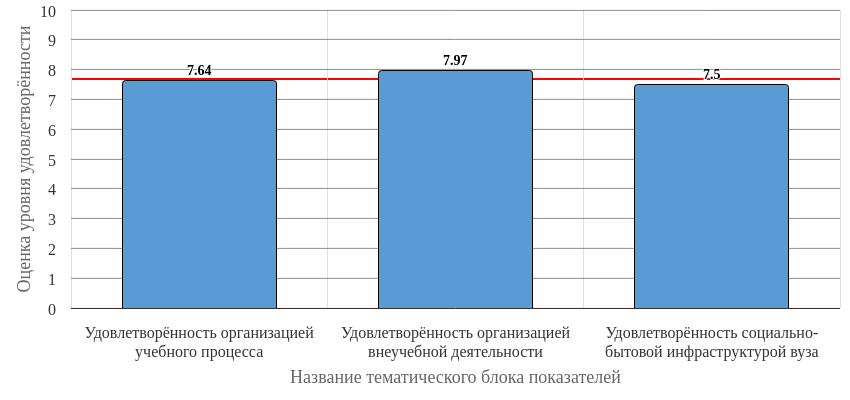 Оценка уровня удовлетворённости
10
9
8
7
6
5
4
3
2
1
0
7.64
7.97
7.5
Удовлетворённость организацией
учебного процесса
Удовлетворённость организацией
внеучебной деятельности
Удовлетворённость социально-
бытовой инфраструктурой вуза
Название тематического блока показателей